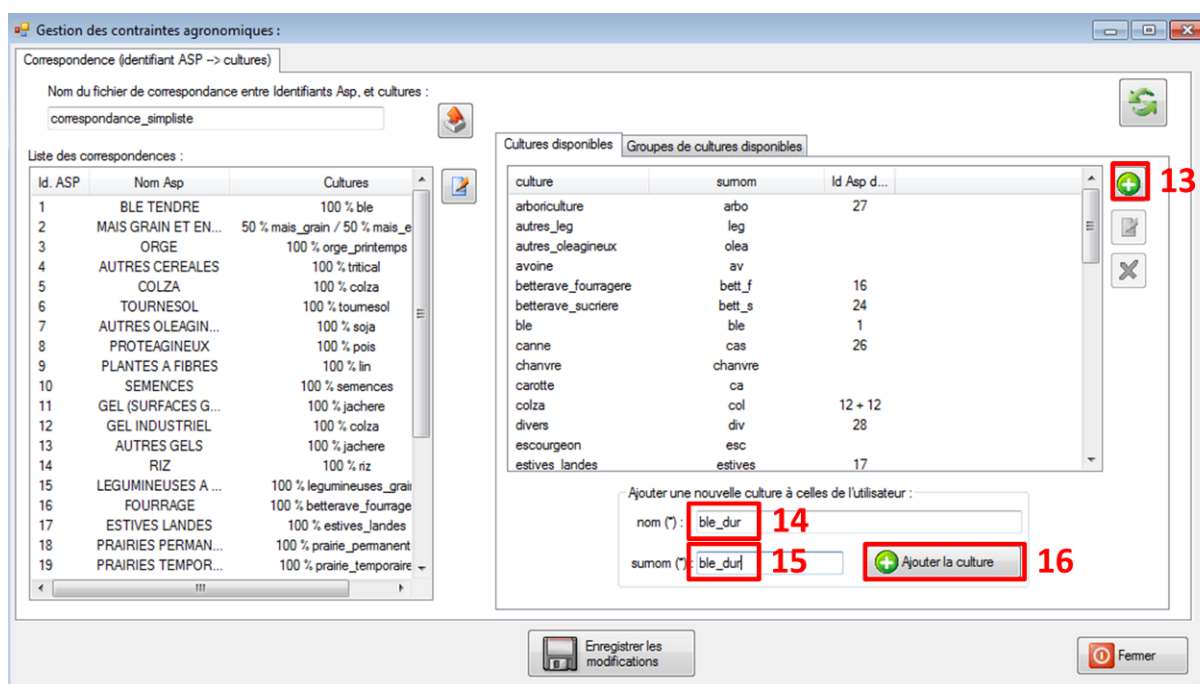 Gestion des contraintes agronomiques :
Correspondence (identifiant ASP --> cultures)
Nom du fichier de correspondance entre Identifiants Asp, et cultures :
correspondance_simpliste
Liste des correspondences :
Id. ASP Nom Asp Cultures
1 BLE TENDRE 100 % ble
2 MAIS GRAIN ET EN... 50 % mais_grain / 50 % mais_e
3 ORGE 100 % orge_printemps
4 AUTRES CEREALES 100 % tritical
5 COLZA 100 % colza
6 TOURNESOL 100 % tournesol
7 AUTRES OLEAGIN... 100 % soja
8 PROTEAGINEUX 100 % pois
9 PLANTES A FIBRES 100 % lin
10 SEMENCES 100 % semences
11 GEL (SURFACES G... 100 % jachere
12 GEL INDUSTRIEL 100 % colza
13 AUTRES GELS 100 % jachere
14 RIZ 100 % riz
15 LEGUMINEUSES A ... 100 % legumineuses_grain
16 FOURRAGE 100 % betterave_fourrage
17 ESTIVES LANDES 100 % estives_landes
18 PRAIRIES PERMAN... 100 % prairie_permanent
19 PRAIRIES TEMPOR... 100 % prairie_temporaire
Cultures disponibles Groupes de cultures disponibles
culture surnom Id Asp d...
arboriculture arbo 27
autres_leg leg
autres_oleagineux olea
avoine av
betterave_fourragere bett_f 16
betterave_sucriere bett_s 24
ble ble 1
canne cas 26
chanvre chanvre
carotte ca
colza col 12 + 12
divers div 28
escourgeon esc
estives_landes estives 17
13
Ajouter une nouvelle culture à celles de l'utilisateur :
nom (*) : ble_dur 14
surnom (*) : ble_dur 15 Ajouter la culture 16
Enregistrer les
modifications
Fermer